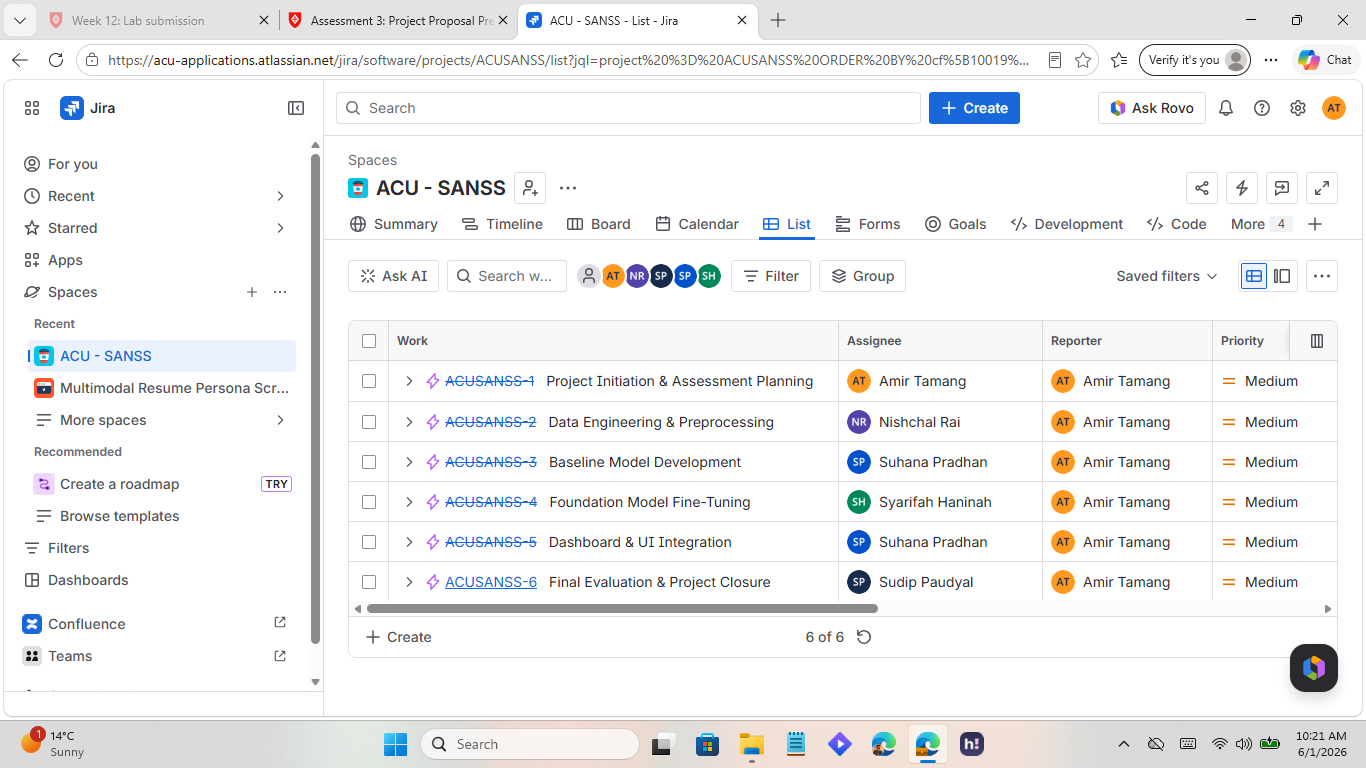 Week 12: Lab submission
Assessment 3: Project Proposal Pre
ACU - SANSS - List - Jira
https://acu-applications.atlassian.net/jira/software/projects/ACUSANSS/list?jql=project%20%3D%20ACUSANSS%20ORDER%20BY%20cf%5B10019%...
Verify it's you
Chat
Jira
Search
Create
Ask Rovo
AT
For you
Recent
Starred
Apps
Spaces
Recent
ACU - SANSS
Multimodal Resume Persona Scr...
More spaces
Recommended
Create a roadmap
TRY
Browse templates
Filters
Dashboards
Confluence
Teams
Spaces
ACU - SANSS
Summary Timeline Board Calendar List Forms Goals Development Code More 4
Ask AI Search w... AT NR SP SP SH Filter Group Saved filters
Work Assignee Reporter Priority
ACUSANSS-1 Project Initiation & Assessment Planning AT Amir Tamang AT Amir Tamang Medium
ACUSANSS-2 Data Engineering & Preprocessing NR Nishchal Rai AT Amir Tamang Medium
ACUSANSS-3 Baseline Model Development SP Suhana Pradhan AT Amir Tamang Medium
ACUSANSS-4 Foundation Model Fine-Tuning SH Syarifah Haninah AT Amir Tamang Medium
ACUSANSS-5 Dashboard & UI Integration SP Suhana Pradhan AT Amir Tamang Medium
ACUSANSS-6 Final Evaluation & Project Closure SP Sudip Paudyal AT Amir Tamang Medium
Create
6 of 6
1
14°C
Sunny
Search
h!
10:21 AM
6/1/2026